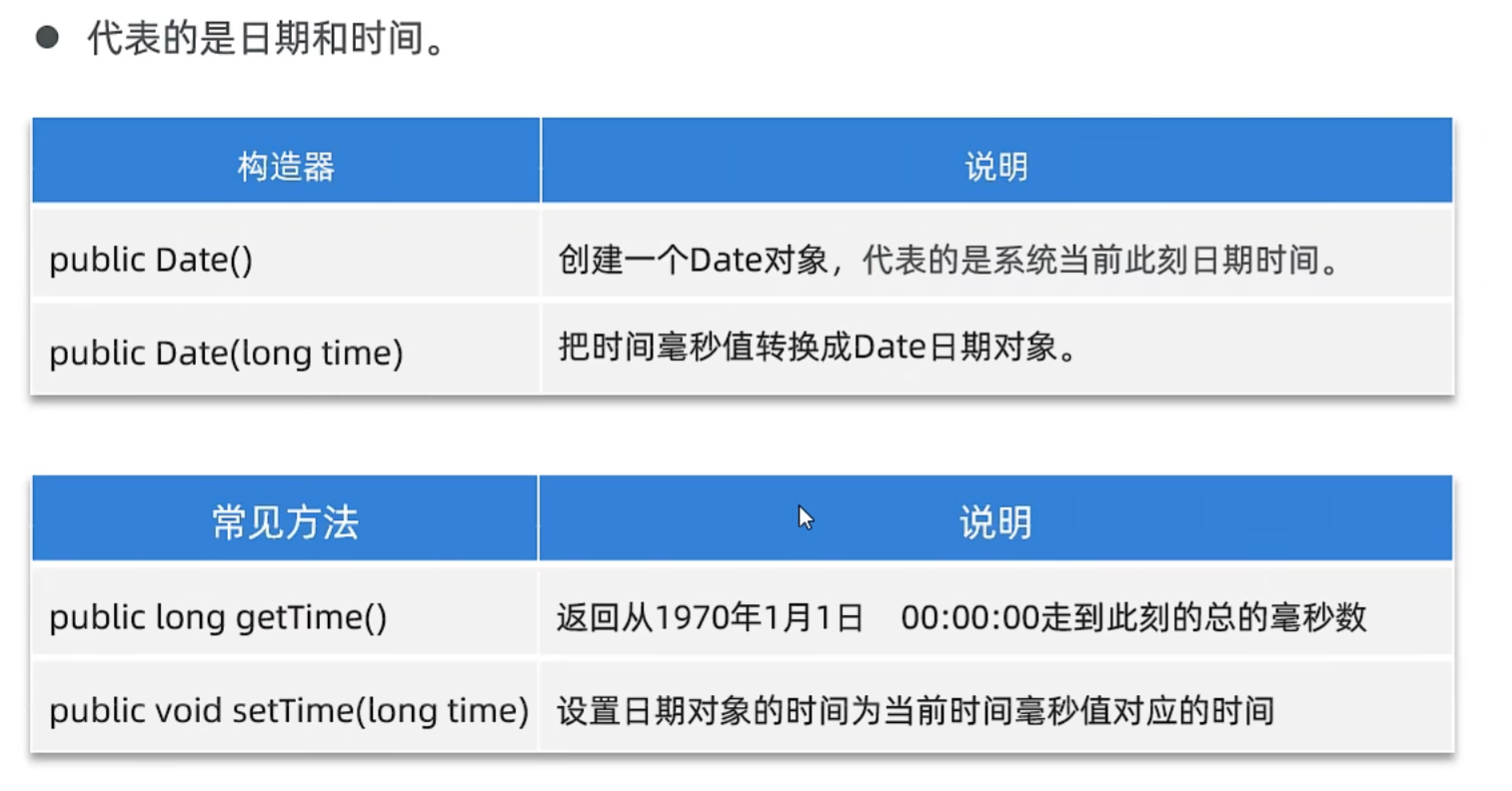 ● 代表的是日期和时间。
构造器 说明
public Date() 创建一个Date对象，代表的是系统当前此刻日期时间。
public Date(long time) 把时间毫秒值转换成Date日期对象。
常见方法 说明
public long getTime() 返回从1970年1月1日 00:00:00走到此刻的总的毫秒数
public void setTime(long time) 设置日期对象的时间为当前时间毫秒值对应的时间